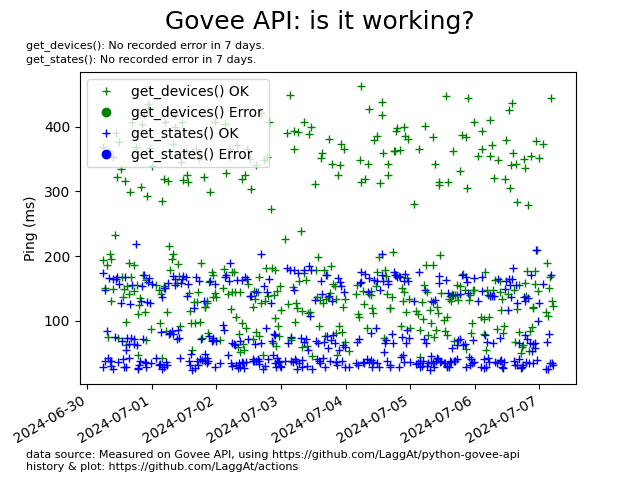 Govee API: is it working?
get_devices(): No recorded error in 7 days.
get_states(): No recorded error in 7 days.
get_devices() OK
get_devices() Error
get_states() OK
get_states() Error
Ping (ms)
400
300
200
100
2024-06-30
2024-07-01
2024-07-02
2024-07-03
2024-07-04
2024-07-05
2024-07-06
2024-07-07
data source: Measured on Govee API, using https://github.com/LaggAt/python-govee-api
history & plot: https://github.com/LaggAt/actions